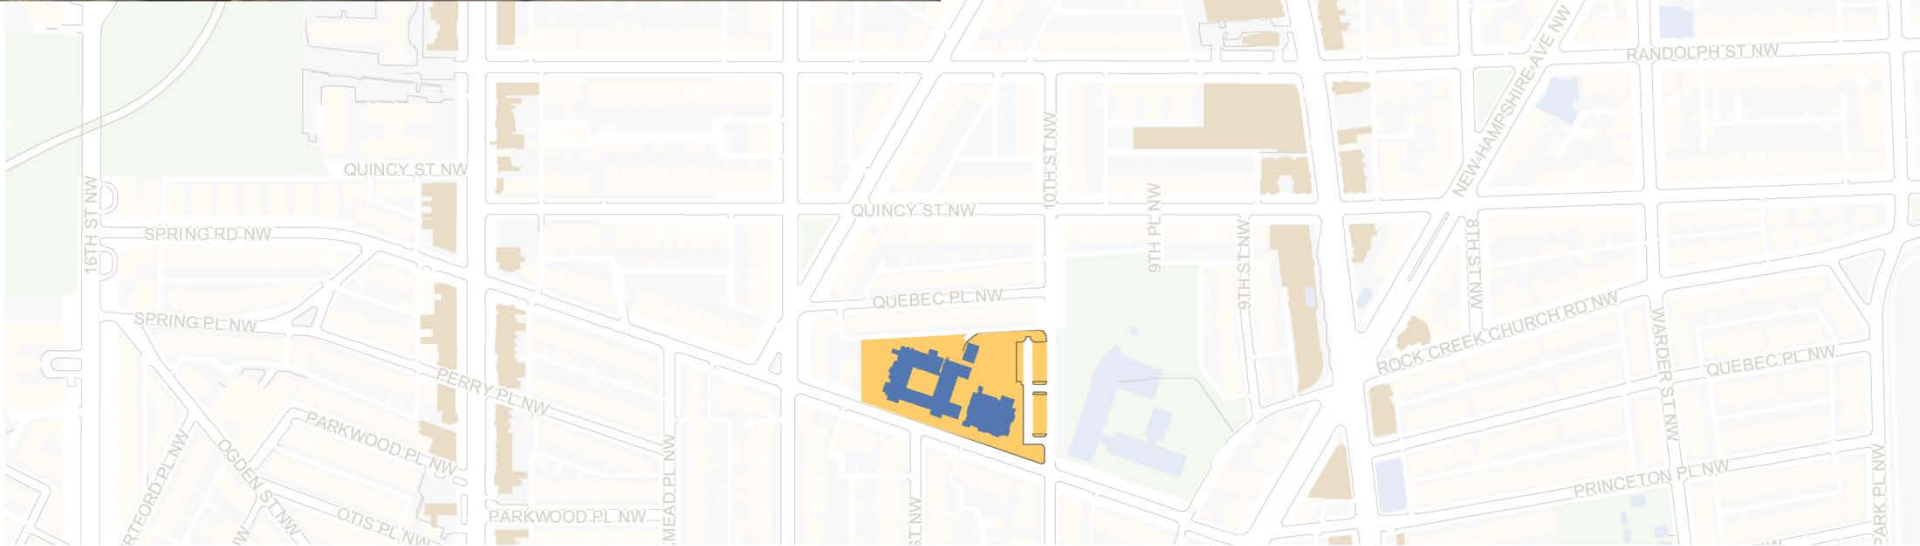 RANDOLPH ST NW
NEW HAMPSHIRE AVE NW
QUINCY ST NW
10TH ST NW
16TH ST NW
QUINCY ST NW
9TH PL NW
8TH ST NW
SPRING RD NW
9TH ST NW
QUEBEC PL NW
SPRING PL NW
ROCK CREEK CHURCH RD NW
WARDER ST NW
QUEBEC PL NW
PERRY PL NW
PARKWOOD PL NW
OGDEN ST NW
PRINCETON PL NW
PARK PL NW
OTIS PL NW
PARKWOOD PL NW